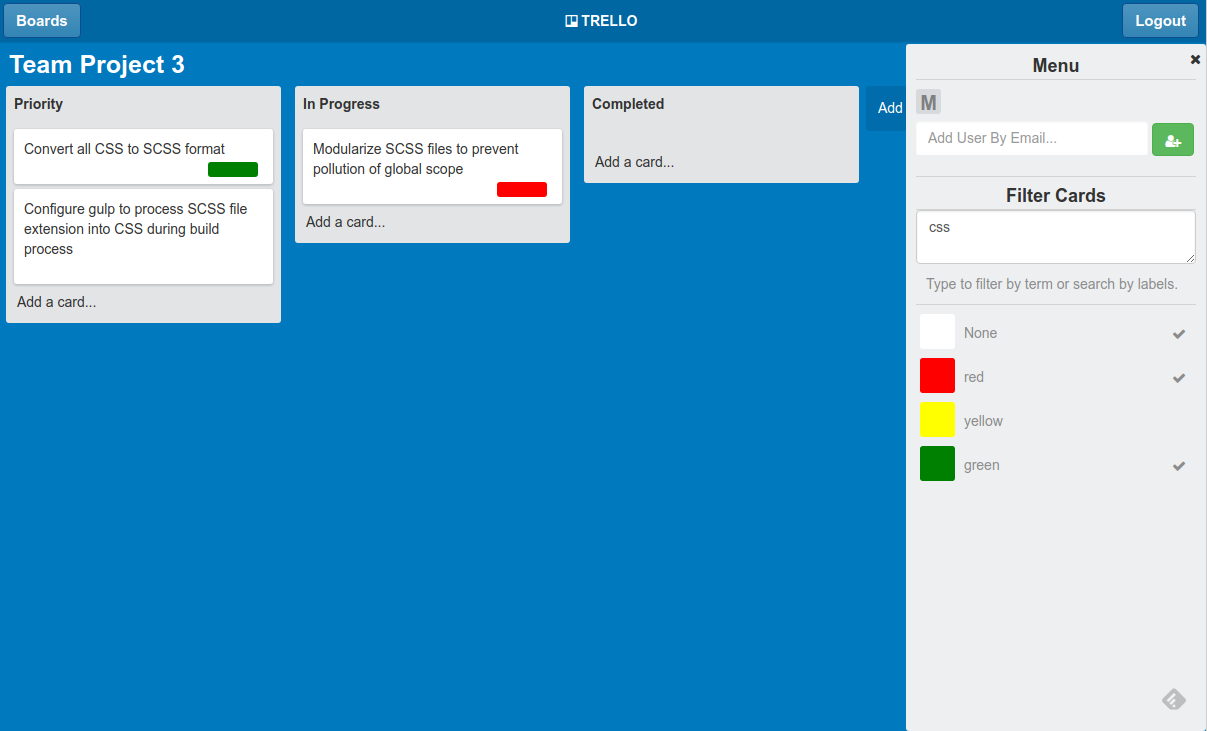 Boards
TRELLO
Logout
Team Project 3
Priority
Convert all CSS to SCSS format
Configure gulp to process SCSS file
extension into CSS during build
process
Add a card...
In Progress
Modularize SCSS files to prevent
pollution of global scope
Add a card...
Completed
Add a card...
Add
Menu
M
Add User By Email...
Filter Cards
css
Type to filter by term or search by labels.
None
red
yellow
green